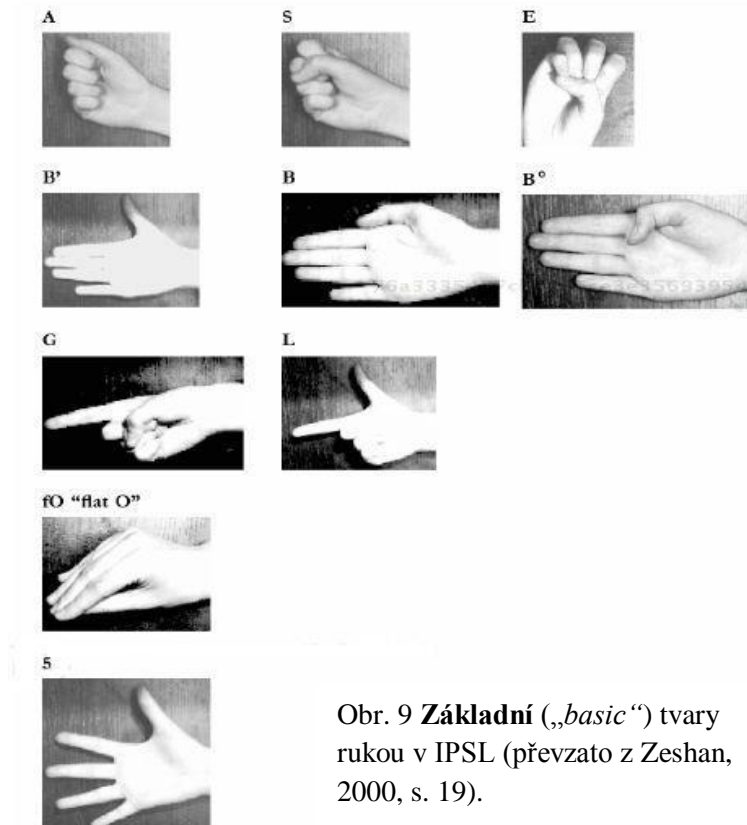 A S E
B’ B B°
G L
fO “flat O”
5
Obr. 9 Základní („basic“) tvary
rukou v IPSL (převzato z Zeshan,
2000, s. 19).